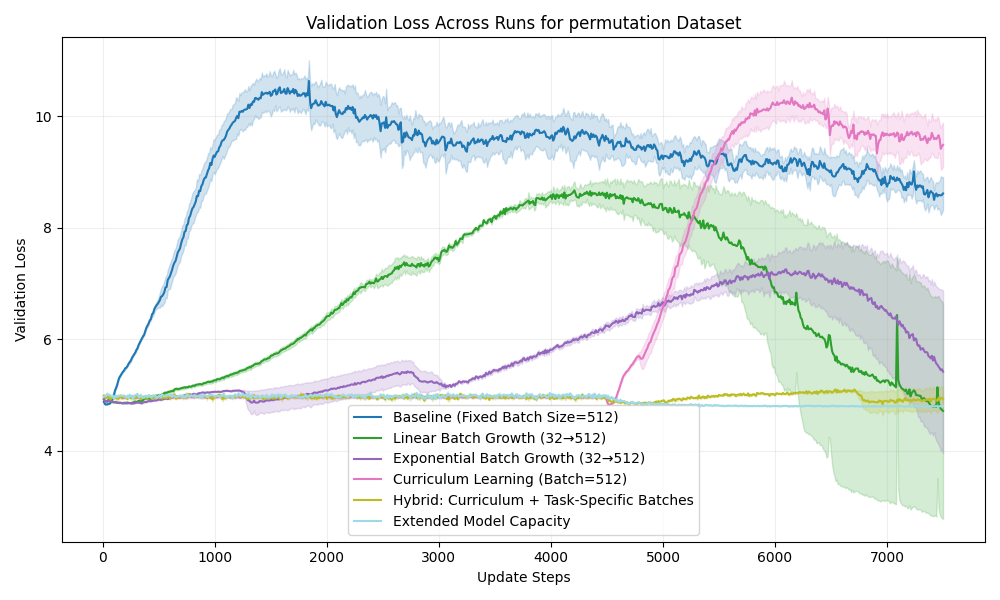 Validation Loss Across Runs for permutation Dataset
Validation Loss
10
8
6
4
Baseline (Fixed Batch Size=512)
Linear Batch Growth (32→512)
Exponential Batch Growth (32→512)
Curriculum Learning (Batch=512)
Hybrid: Curriculum + Task-Specific Batches
Extended Model Capacity
0 1000 2000 3000 4000 5000 6000 7000
Update Steps